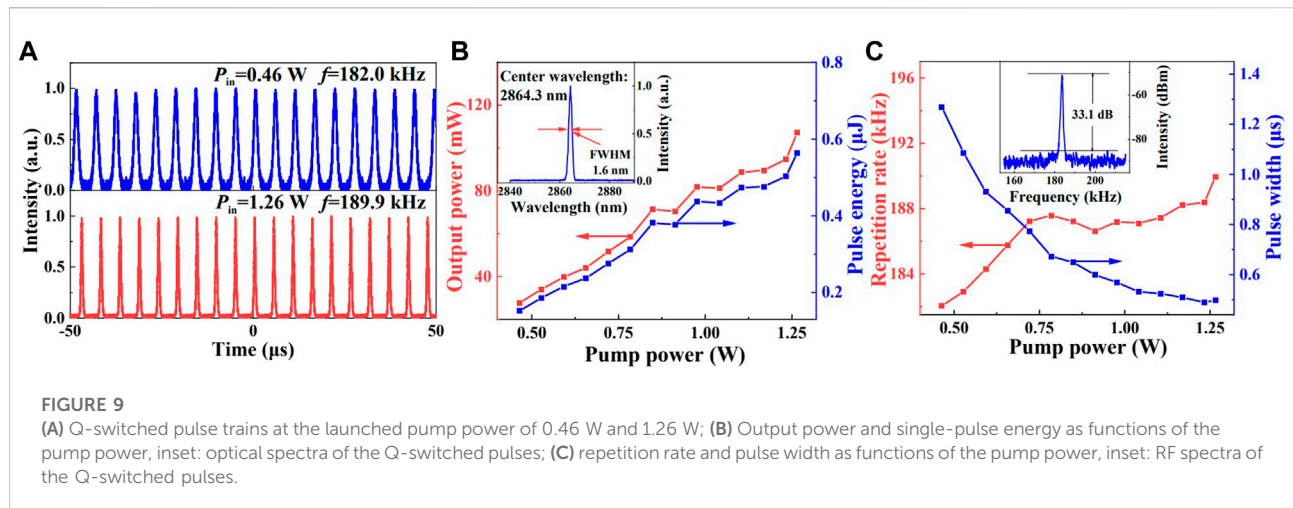 A
P_in=0.46 W f=182.0 kHz
1.0
0.5
0.0
P_in=1.26 W f=189.9 kHz
1.0
0.5
0.0
Intensity (a.u.)
-50
0
50
Time (μs)
B
Output power (mW)
120
80
40
Center wavelength:
2864.3 nm
FWHM
1.6 nm
1.0
0.5
0.0
Intensity (a.u.)
2840
2860
2880
Wavelength (nm)
0.8
0.6
0.4
0.2
Pulse energy (μJ)
0.50
0.75
1.00
1.25
Pump power (W)
C
Repetition rate (kHz)
196
192
188
184
33.1 dB
-60
-80
Intensity (dBm)
160
180
200
Frequency (kHz)
1.4
1.2
1.0
0.8
0.6
Pulse width (μs)
0.50
0.75
1.00
1.25
Pump power (W)
FIGURE 9
(A) Q-switched pulse trains at the launched pump power of 0.46 W and 1.26 W; (B) Output power and single-pulse energy as functions of the
pump power, inset: optical spectra of the Q-switched pulses; (C) repetition rate and pulse width as functions of the pump power, inset: RF spectra of
the Q-switched pulses.